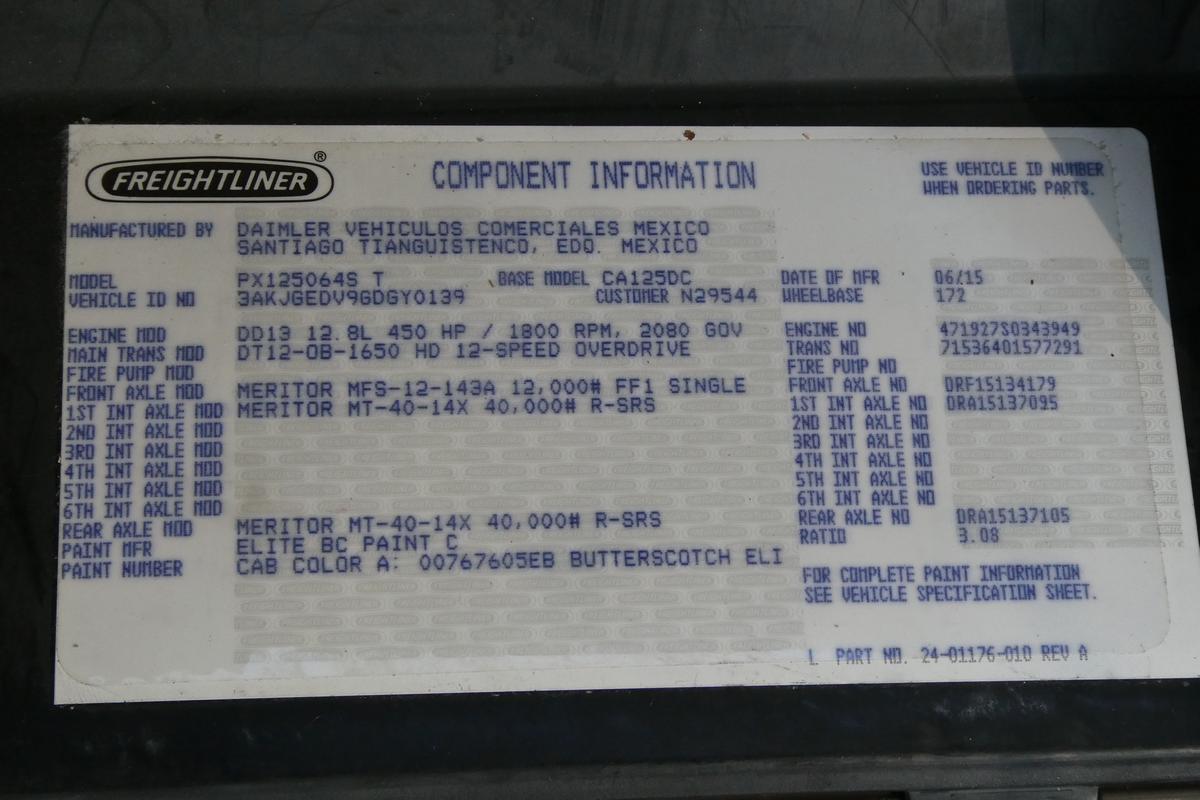 FREIGHTLINER®
COMPONENT INFORMATION
USE VEHICLE ID NUMBER
WHEN ORDERING PARTS.
MANUFACTURED BY DAIMLER VEHICULOS COMERCIALES MEXICO
SANTIAGO TIANGUISTENCO, EDO. MEXICO
MODEL PX125064S T BASE MODEL CA125DC DATE OF MFR 06/15
VEHICLE ID NO 3AKJGEDV9GDGY0139 CUSTOMER N29544 WHEELBASE 172
ENGINE MOD DD13 12.8L 450 HP / 1800 RPM, 2080 GOV ENGINE NO 471927S0343949
MAIN TRANS MOD DT12-OB-1650 HD 12-SPEED OVERDRIVE TRANS NO 71536401577291
FIRE PUMP MOD FIRE PUMP NO
FRONT AXLE MOD MERITOR MFS-12-143A 12,000# FF1 SINGLE FRONT AXLE NO DRF15134179
1ST INT AXLE MOD MERITOR MT-40-14X 40,000# R-SRS 1ST INT AXLE NO DRA15137095
2ND INT AXLE MOD 2ND INT AXLE NO
3RD INT AXLE MOD 3RD INT AXLE NO
4TH INT AXLE MOD 4TH INT AXLE NO
5TH INT AXLE MOD 5TH INT AXLE NO
6TH INT AXLE MOD 6TH INT AXLE NO
REAR AXLE MOD MERITOR MT-40-14X 40,000# R-SRS REAR AXLE NO DRA15137105
PAINT MFR ELITE BC PAINT C RATIO 3.08
PAINT NUMBER CAB COLOR A: 00767605EB BUTTERSCOTCH ELI
FOR COMPLETE PAINT INFORMATION
SEE VEHICLE SPECIFICATION SHEET.
L PART NO. 24-01176-010 REV A